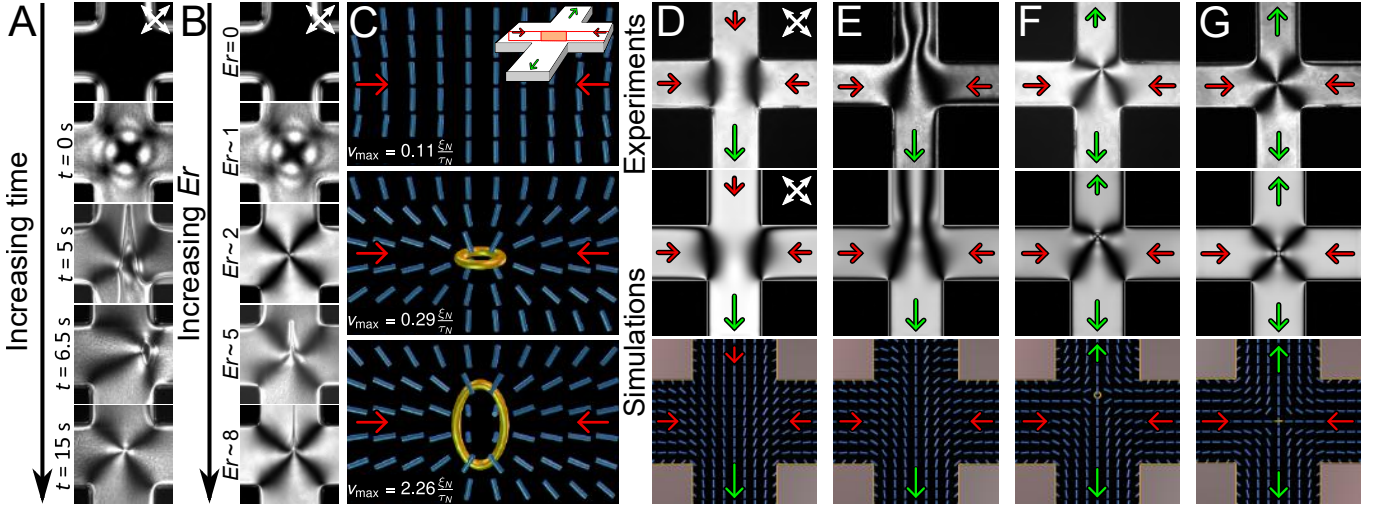 A
Increasing time
t = 0 s
t = 5 s
t = 6.5 s
t = 15 s
B
Increasing Er
Er=0
Er~1
Er~2
Er~5
Er~8
C
vmax = 0.11 ξN/τN
vmax = 0.29 ξN/τN
vmax = 2.26 ξN/τN
Experiments
Simulations
D
E
F
G